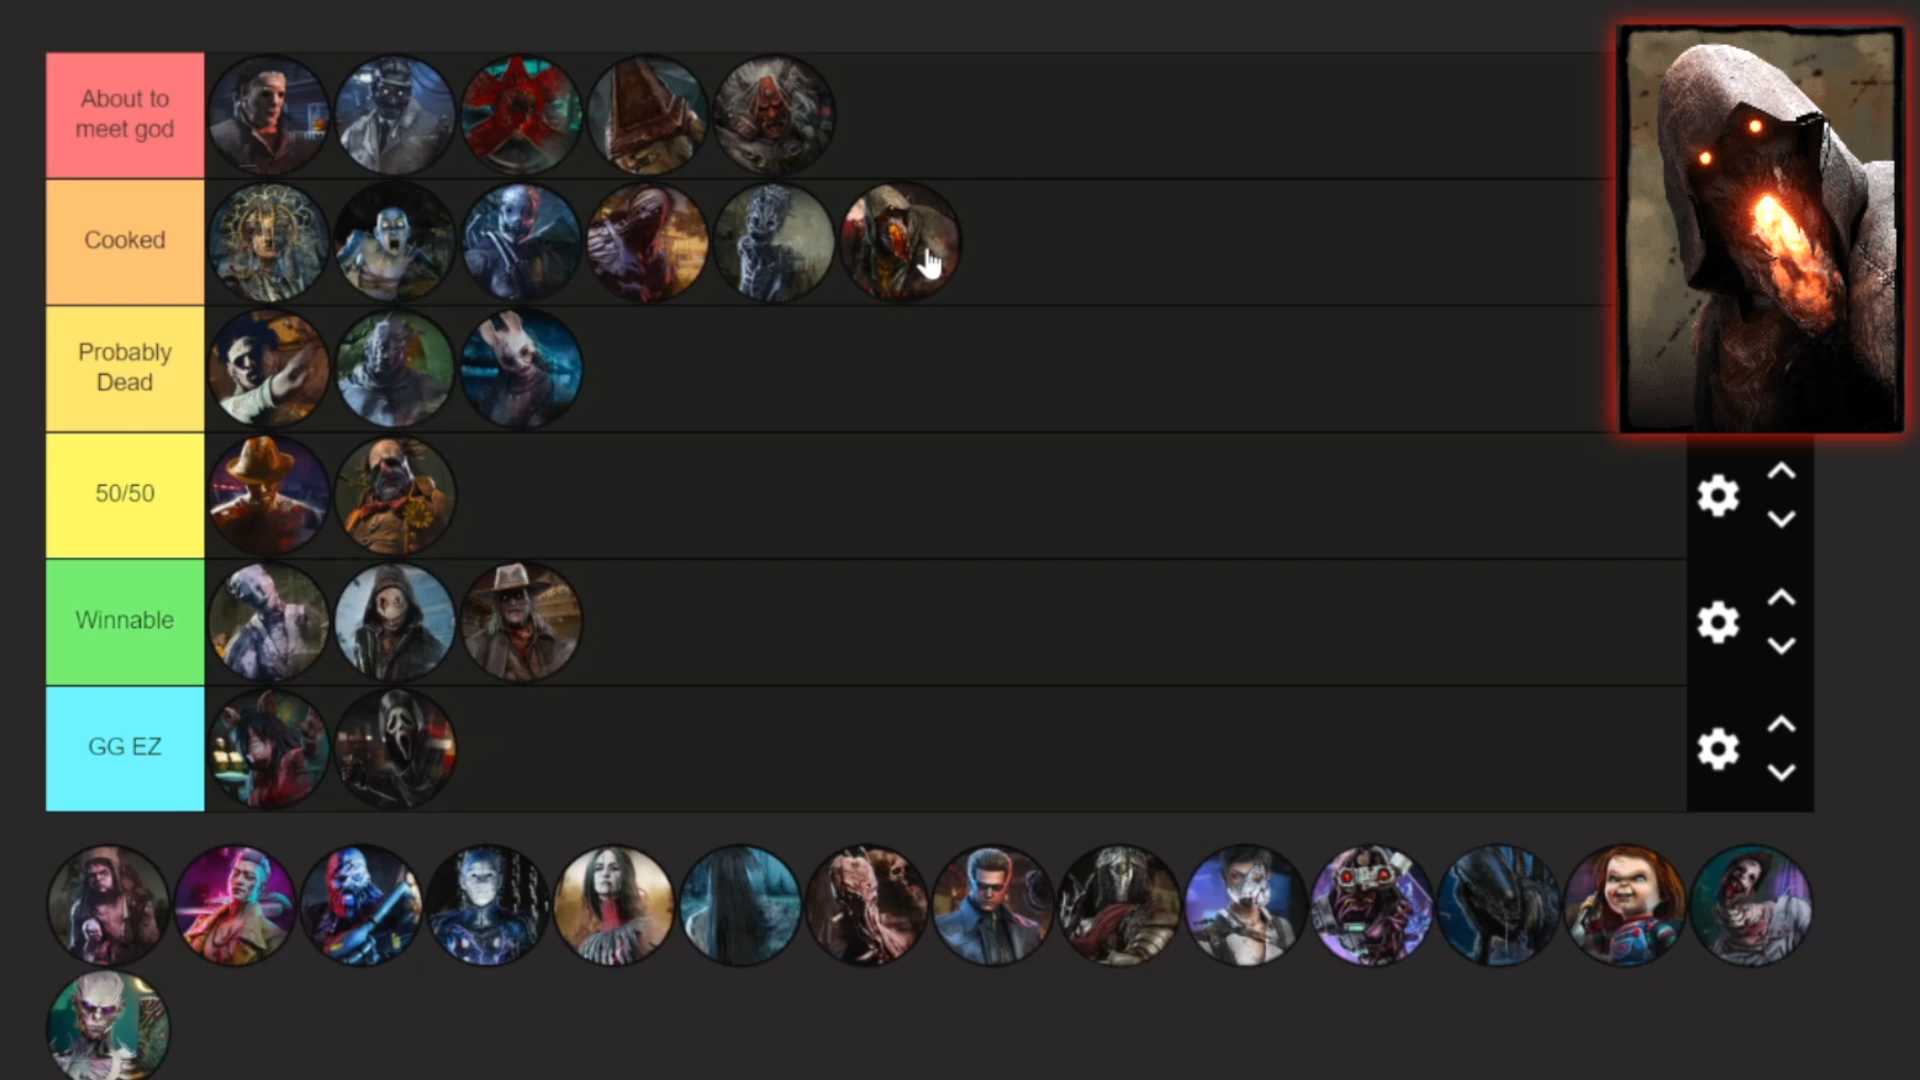 About to
meet god
Cooked
Probably
Dead
50/50
Winnable
GG EZ